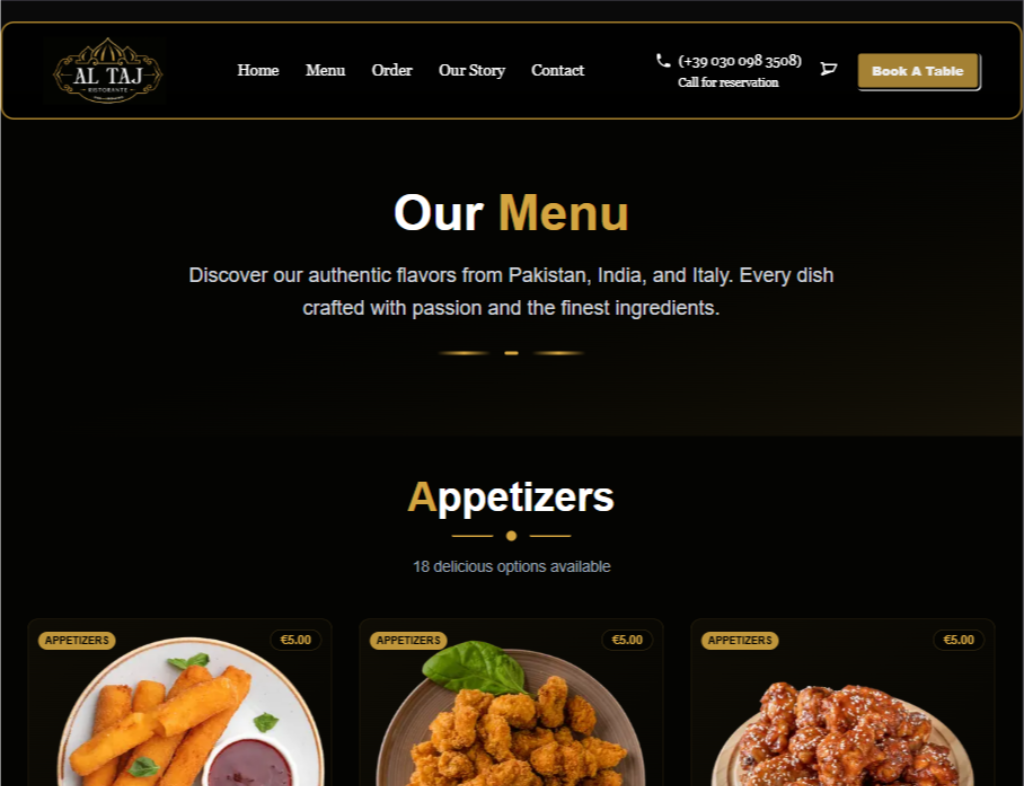 AL TAJ
RISTORANTE
Home
Menu
Order
Our Story
Contact
(+39 030 098 3508)
Call for reservation
Book A Table
Our Menu
Discover our authentic flavors from Pakistan, India, and Italy. Every dish
crafted with passion and the finest ingredients.
Appetizers
18 delicious options available
APPETIZERS
€5.00
APPETIZERS
€5.00
APPETIZERS
€5.00